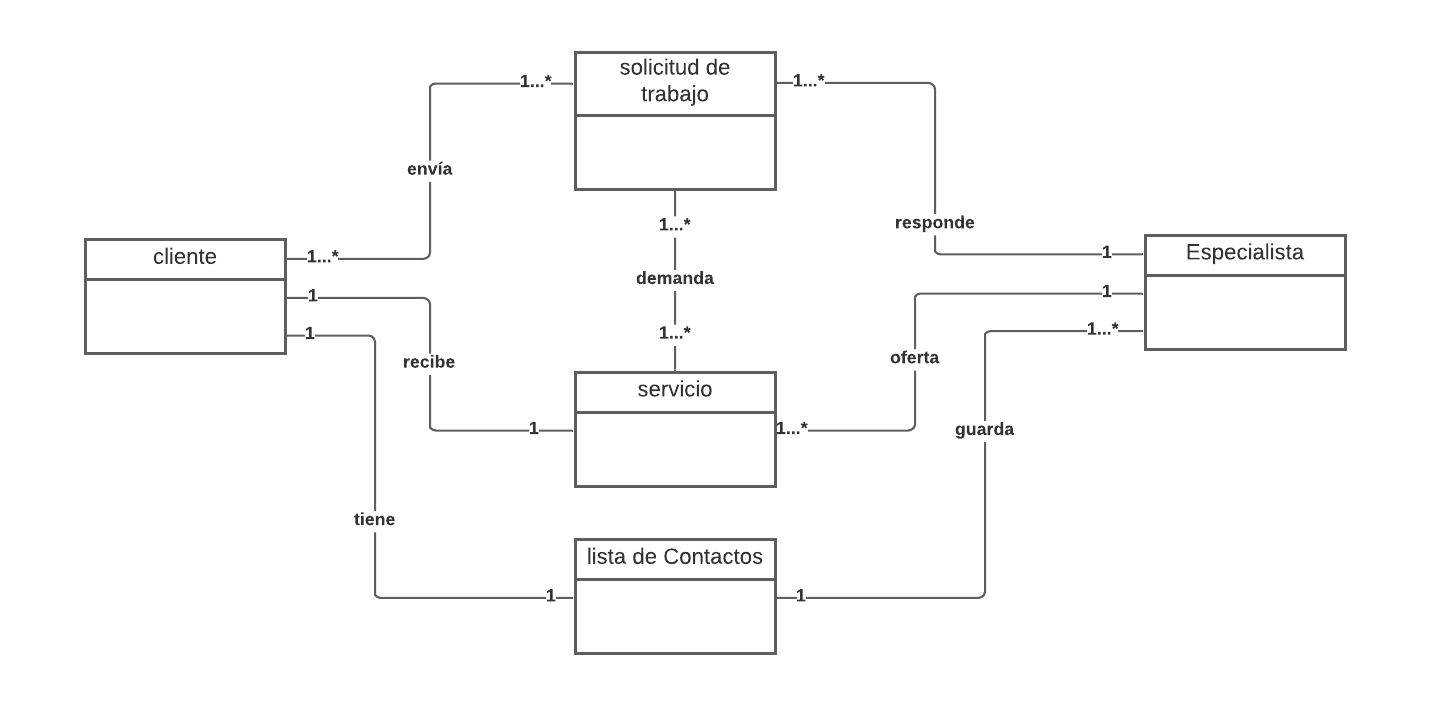 solicitud de
trabajo
1...*
1...*
envía
responde
1...*
demanda
1...*
cliente
1...*
1
1
Especialista
1
1
1...*
recibe
oferta
servicio
1
1...*
guarda
tiene
lista de Contactos
1
1